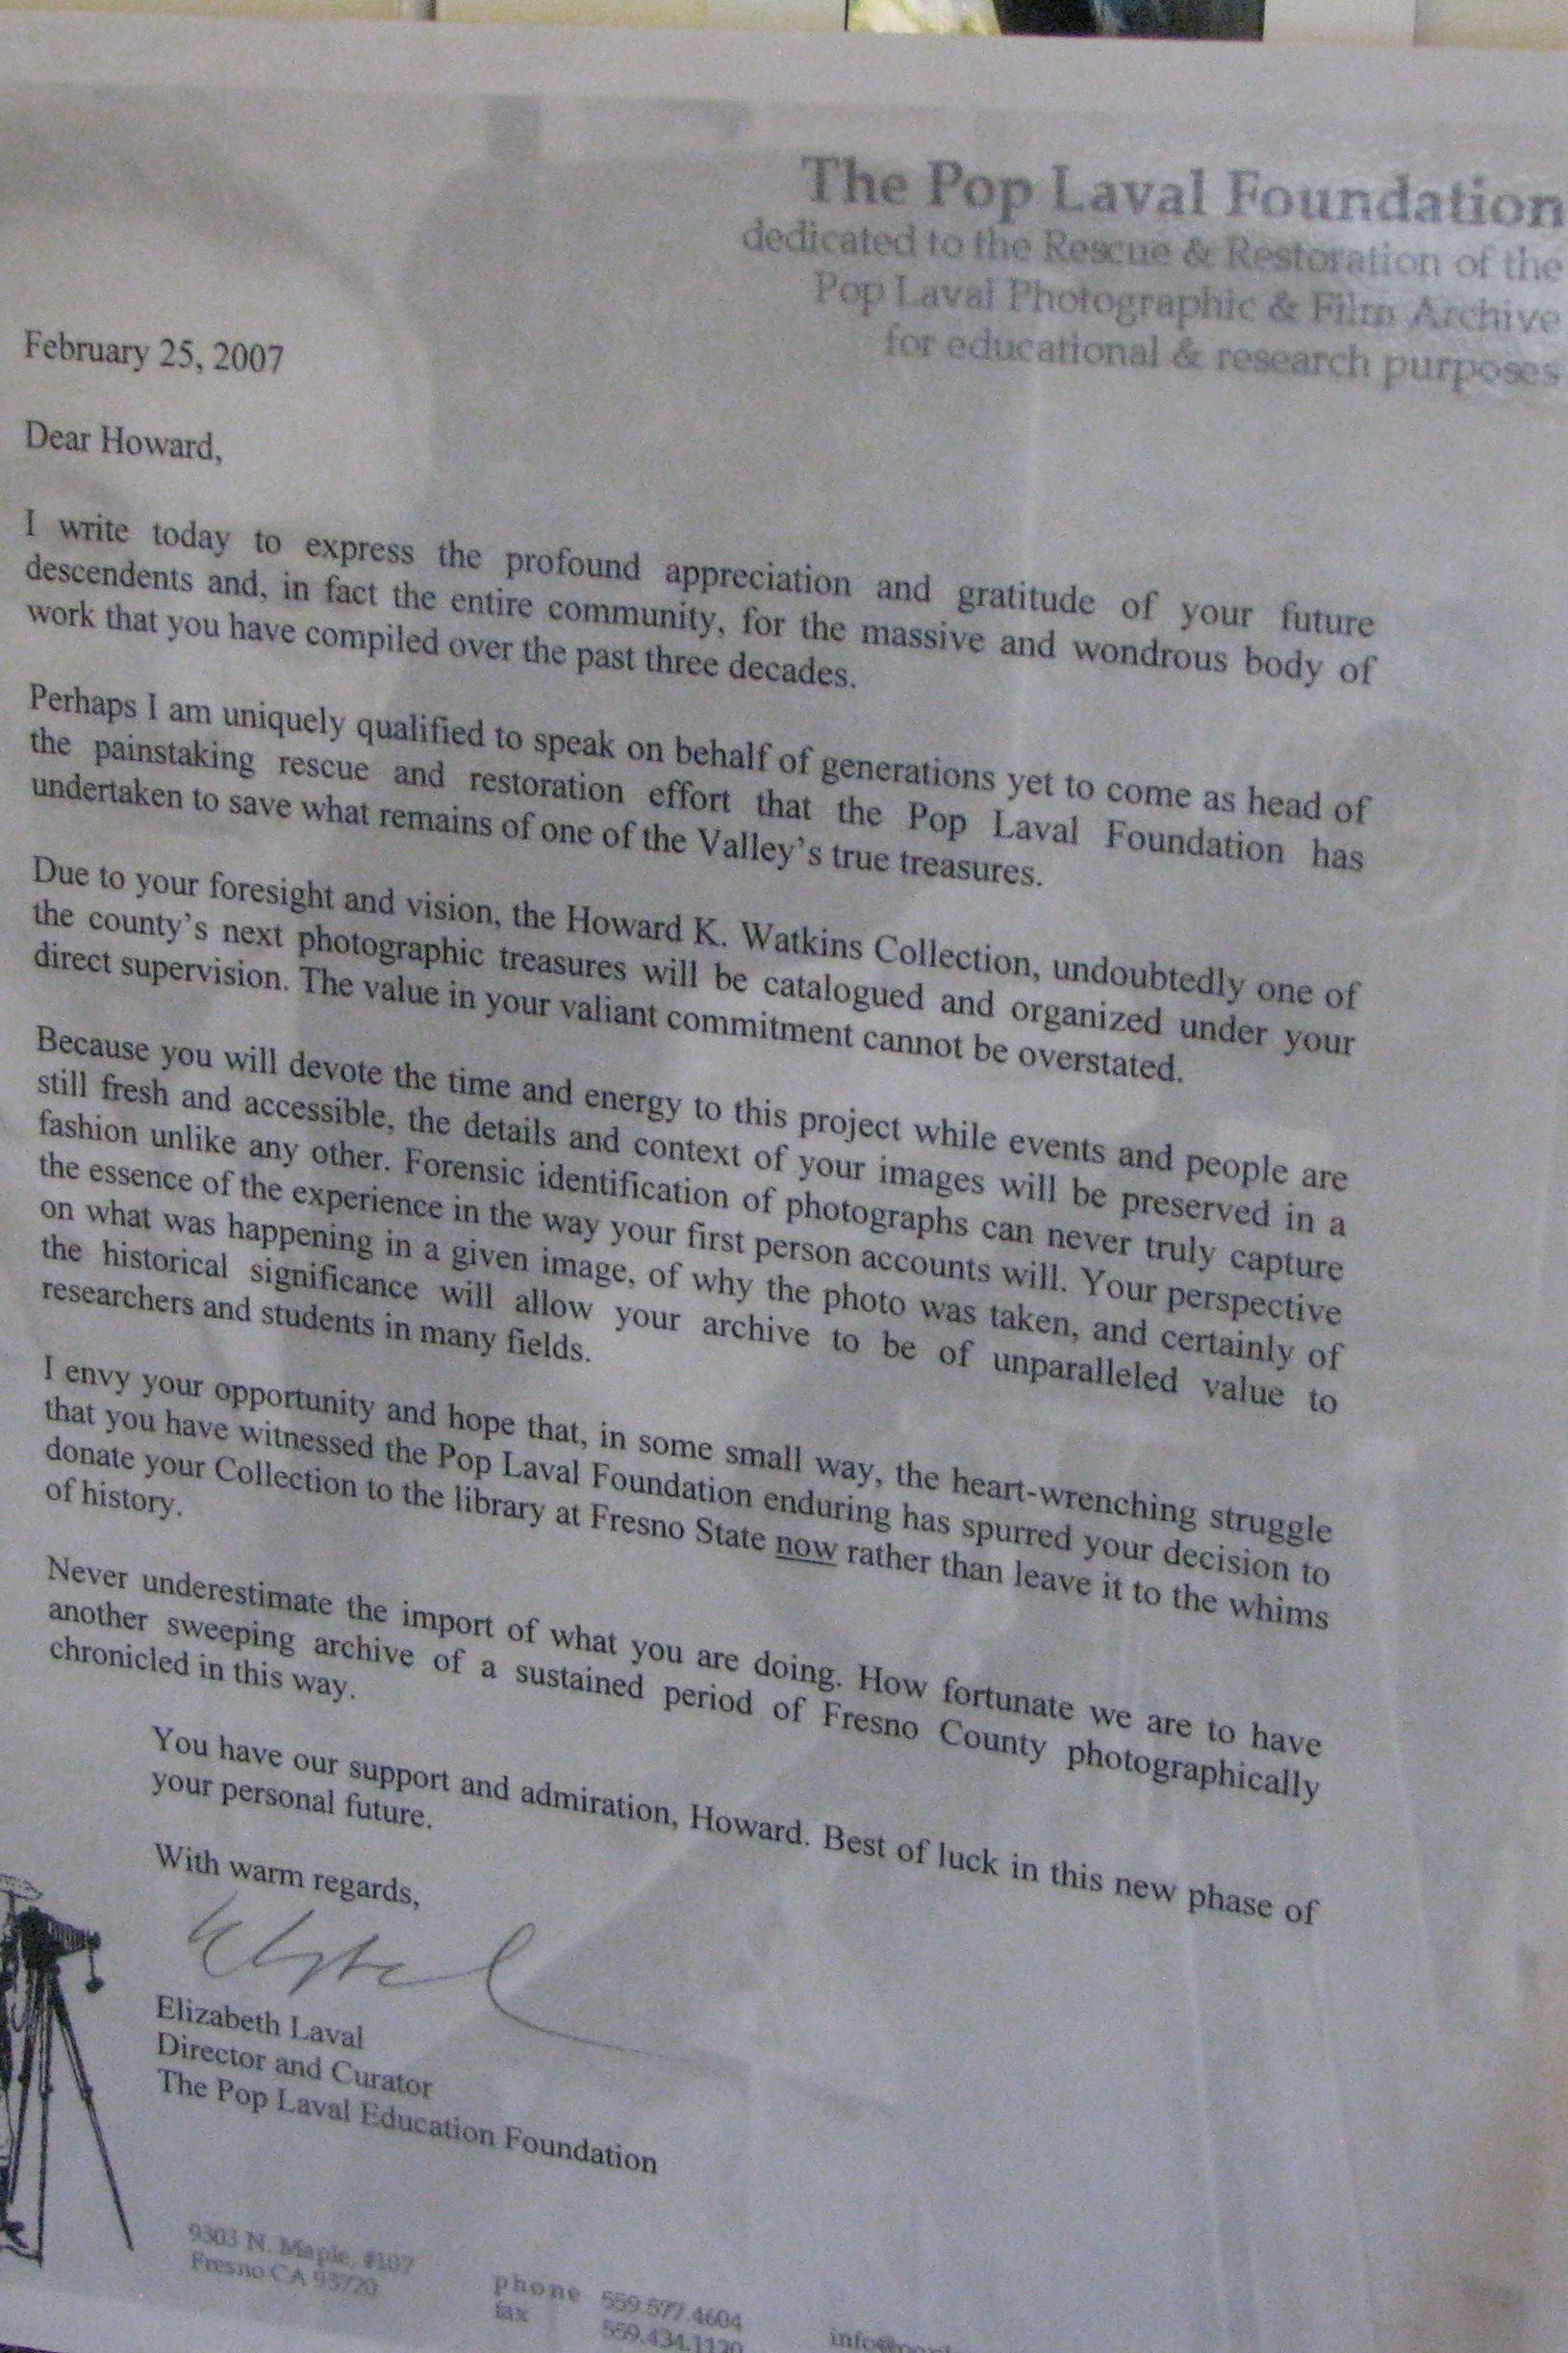 The Pop Laval Foundation
dedicated to the Rescue & Restoration of the
Pop Laval Photographic & Film Archive
for educational & research purposes
February 25, 2007
Dear Howard,
I write today to express the profound appreciation and gratitude of your future
descendents and, in fact the entire community, for the massive and wondrous body of
work that you have compiled over the past three decades.
Perhaps I am uniquely qualified to speak on behalf of generations yet to come as head of
the painstaking rescue and restoration effort that the Pop Laval Foundation has
undertaken to save what remains of one of the Valley's true treasures.
Due to your foresight and vision, the Howard K. Watkins Collection, undoubtedly one of
the county's next photographic treasures will be catalogued and organized under your
direct supervision. The value in your valiant commitment cannot be overstated.
Because you will devote the time and energy to this project while events and people are
still fresh and accessible, the details and context of your images will be preserved in a
fashion unlike any other. Forensic identification of photographs can never truly capture
the essence of the experience in the way your first person accounts will. Your perspective
on what was happening in a given image, of why the photo was taken, and certainly of
the historical significance will allow your archive to be of unparalleled value to
researchers and students in many fields.
I envy your opportunity and hope that, in some small way, the heart-wrenching struggle
that you have witnessed the Pop Laval Foundation enduring has spurred your decision to
donate your Collection to the library at Fresno State now rather than leave it to the whims
of history.
Never underestimate the import of what you are doing. How fortunate we are to have
another sweeping archive of a sustained period of Fresno County photographically
chronicled in this way.
You have our support and admiration, Howard. Best of luck in this new phase of
your personal future.
With warm regards,
Elizabeth Laval
Director and Curator
The Pop Laval Education Foundation
9303 N. Maple, #107
Fresno CA 93720
phone 559.577.4604
fax 559.434.1120